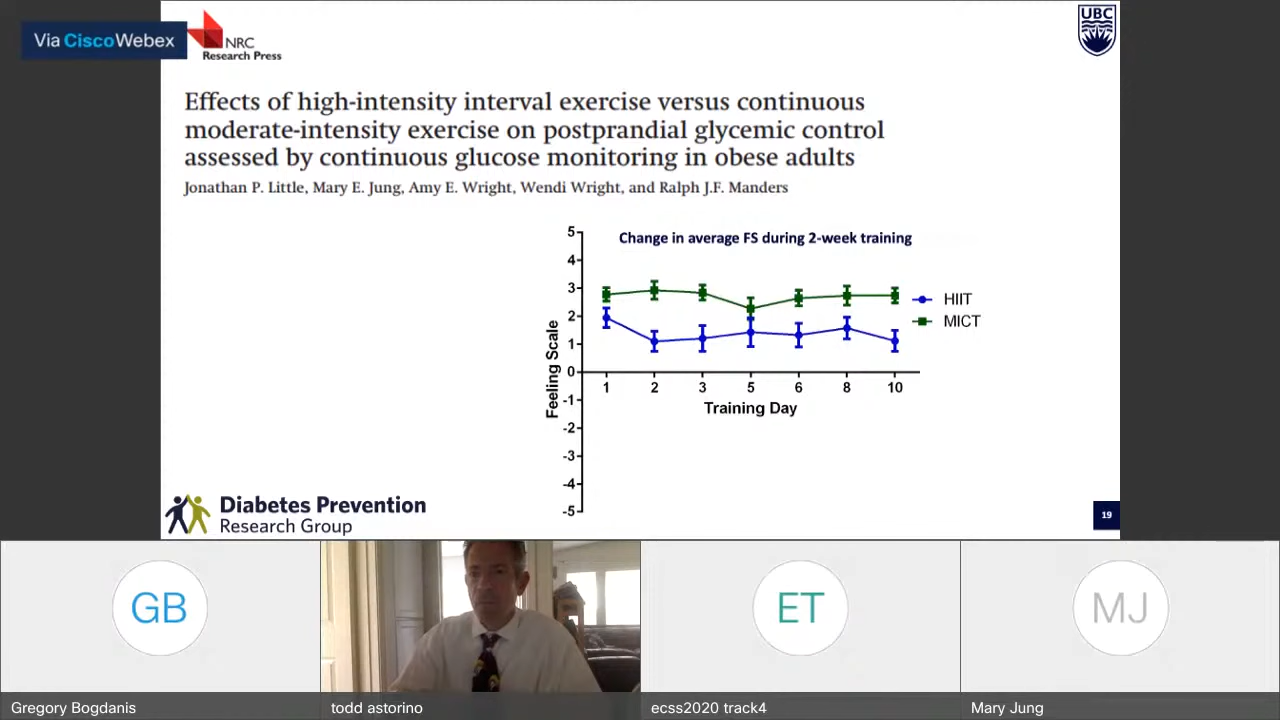 Via Cisco Webex
NRC
Research Press
UBC
Effects of high-intensity interval exercise versus continuous
moderate-intensity exercise on postprandial glycemic control
assessed by continuous glucose monitoring in obese adults
Jonathan P. Little, Mary E. Jung, Amy E. Wright, Wendi Wright, and Ralph J.F. Manders
Change in average FS during 2-week training
5
4
3
2
1
0
-1
-2
-3
-4
-5
Feeling Scale
1 2 3 5 6 8 10
Training Day
HIIT
MICT
Diabetes Prevention
Research Group
19
GB
ET
MJ
Gregory Bogdanis
todd astorino
ecss2020 track4
Mary Jung